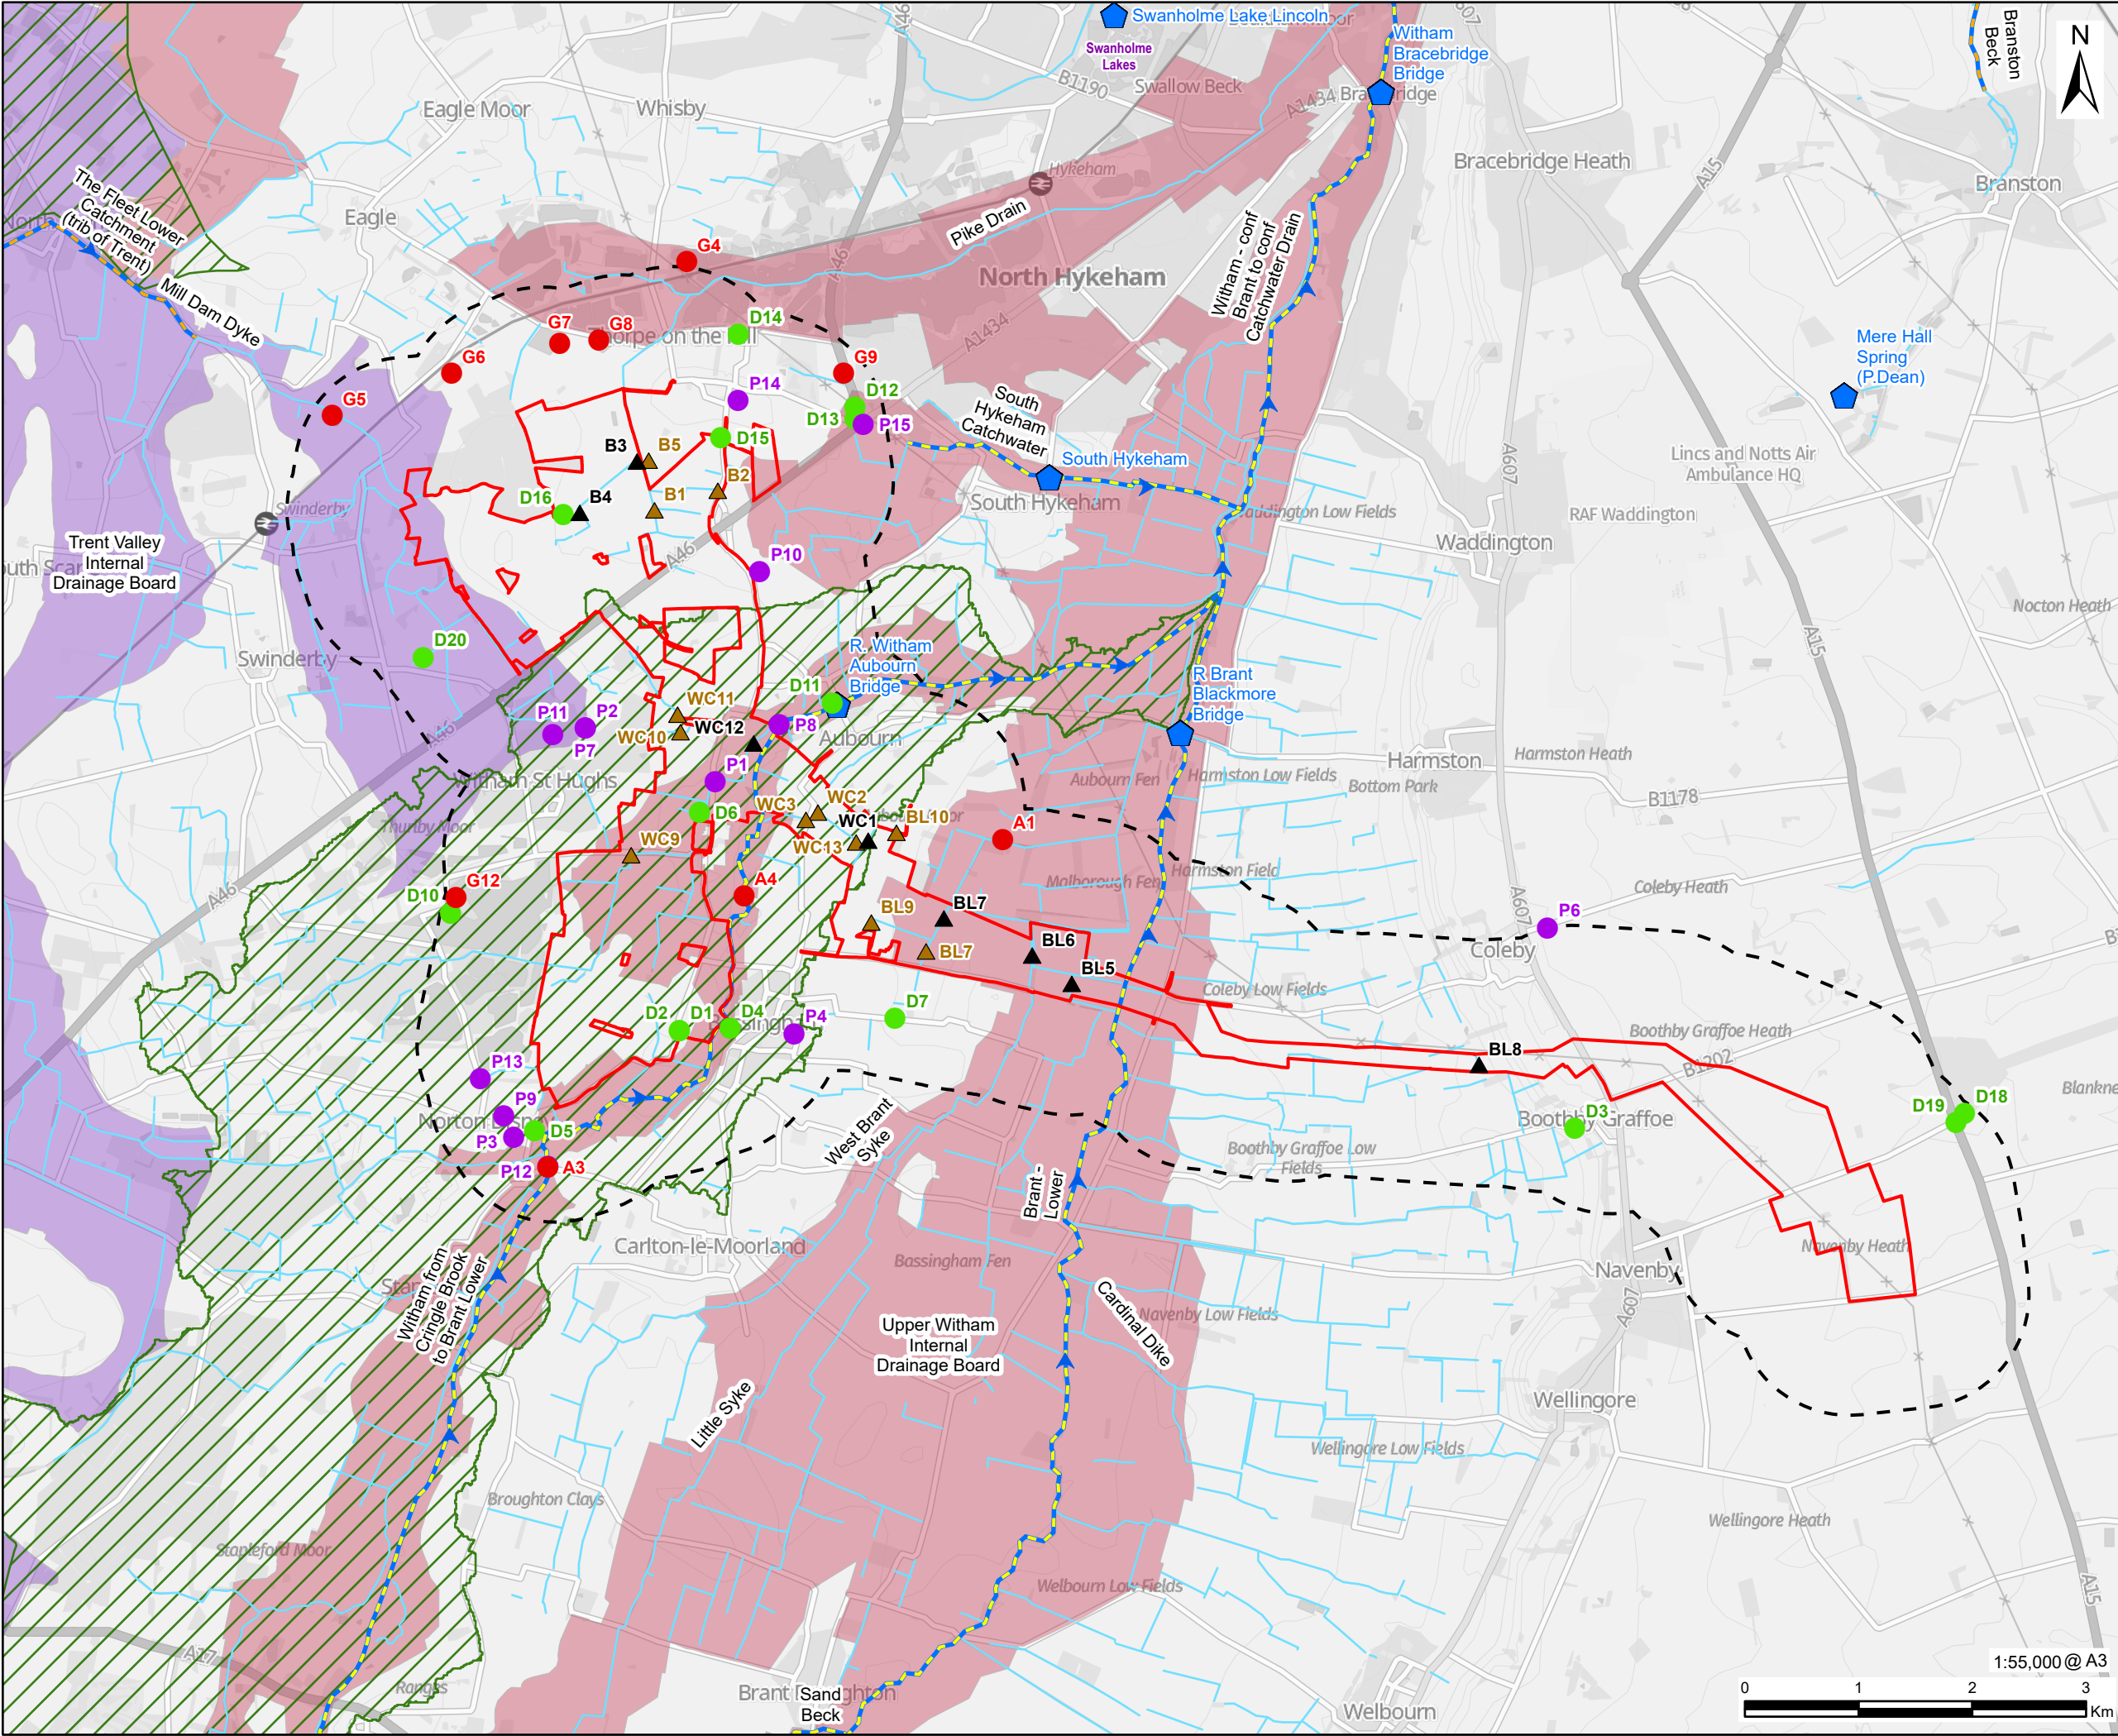 Swanholme Lake Lincoln
Swanholme
Lakes
Witham
Bracebridge
Bridge
Branston
Beck
N
A46
B1190
Swallow Beck
A1434
Eagle Moor
Whisby
Bracebridge Heath
A15
Branston
Hykeham
The Fleet Lower
Catchment
(trib of Trent)
Eagle
Pike Drain
Witham - conf
Brant to conf
Catchwater Drain
G4
A46
North Hykeham
Mill Dam Dyke
G7
G8
D14
A1434
Mere Hall
Spring
(P.Dean)
G6
G9
P14
D12
D13
P15
G5
South
Hykeham
Catchwater
South Hykeham
D15
B3
B5
B2
B1
D16
B4
South Hykeham
A607
Lincs and Notts Air
Ambulance HQ
RAF Waddington
Waddington
Swinderby
Trent Valley
Internal
Drainage Board
A46
P10
Nocton Heath
A15
D20
Swinderby
R. Witham
Aubourn
Bridge
D11
R Brant
Blackmore
Bridge
WC11
WC12
WC10
P8
Aubourn
P11
P2
P7
A46
Witham St Hughs
P1
Harmston
Harmston Heath
Aubourn Fen
Harmston Low Fields
Bottom Park
B1178
Thurlby Moor
D6
WC3
WC2
WC1
BL10
WC13
A1
WC9
Harmston Field
Malborough Fen
Coleby Heath
A46
G12
D10
A4
BL9
BL7
BL7
BL6
BL5
A607
P6
Coleby
Coleby Low Fields
D7
D2
D1
D4
P4
Boothby Graffoe Heath
B1202
BL8
P13
P9
P3
D5
P12
A3
West Brant
Syke
Boothby Graffoe
D3
D19
D18
Boothby Graffoe Low
Fields
Brant -
Lower
Carlton-le-Moorland
Bassingham Fen
Navenby Heath
Navenby
A607
Witham from
Cringle Brook
to Brant Lower
Cardinal Dike
Navenby Low Fields
Upper Witham
Internal
Drainage Board
Little Syke
Wellingore
Wellingore Low Fields
Broughton Clays
Wellingore Heath
Stapleford Moor
Welbourn Low Fields
A15
A17
Sand
Beck
Welbourn
1:55,000 @ A3
0 1 2 3
Km